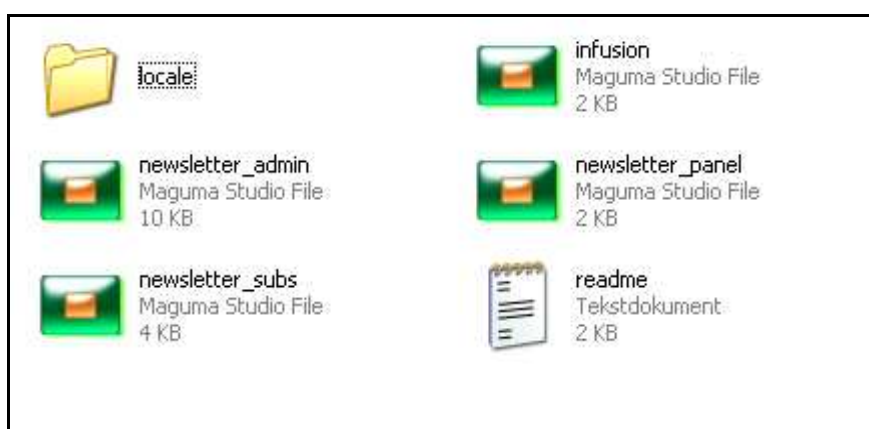 locale
infusion
Maguma Studio File
2 KB
newsletter_admin
Maguma Studio File
10 KB
newsletter_panel
Maguma Studio File
2 KB
newsletter_subs
Maguma Studio File
4 KB
readme
Tekstdokument
2 KB